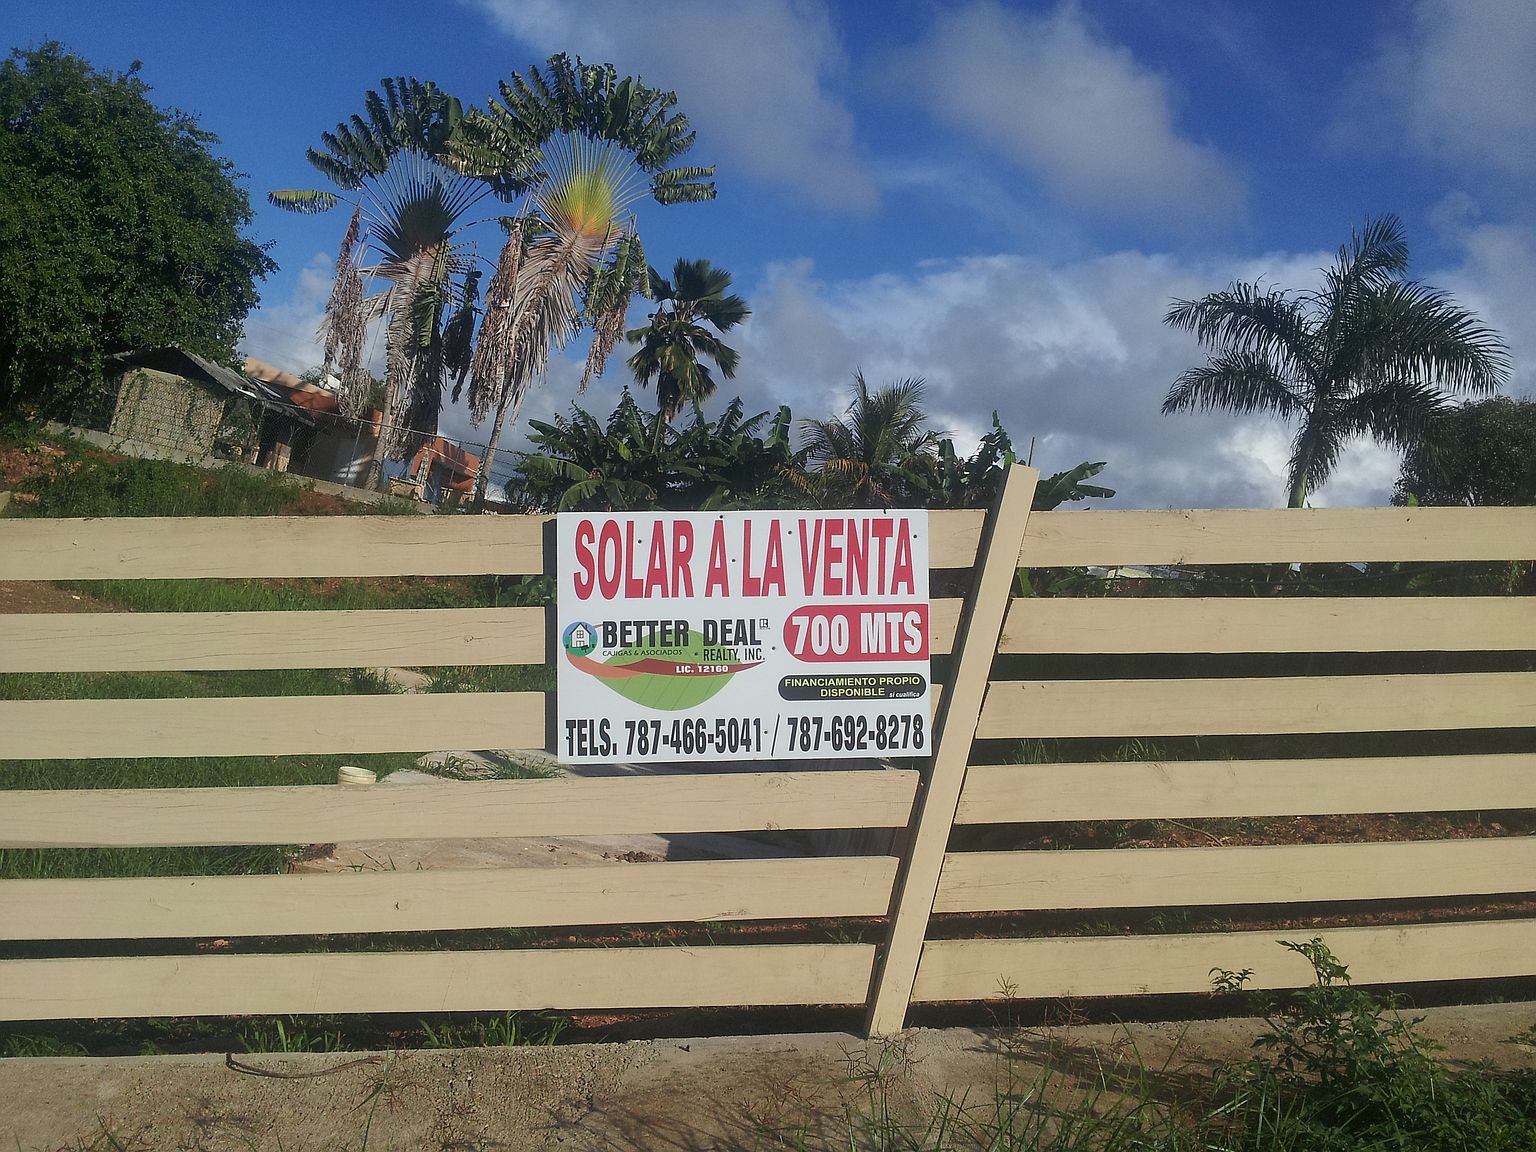 SOLAR A LA VENTA
BETTER DEAL
CAJIGAS & ASOCIADOS REALTY, INC.
LIC. 12160
700 MTS
FINANCIAMIENTO PROPIO
DISPONIBLE si cualifica
TELS. 787-466-5041 / 787-692-8278